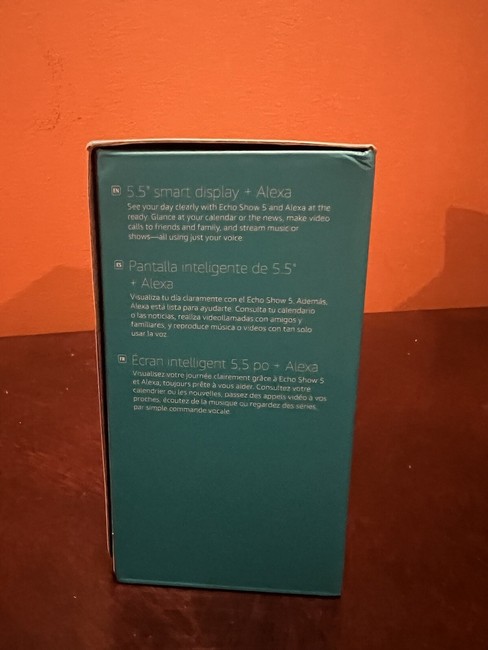 EN 5.5" smart display + Alexa
See your day clearly with Echo Show 5 and Alexa at the
ready. Glance at your calendar or the news, make video
calls to friends and family, and stream music or
shows—all using just your voice
ES Pantalla inteligente de 5.5"
+ Alexa
Visualiza tu día claramente con el Echo Show 5. Además,
Alexa está lista para ayudarte. Consulta tu calendario
o las noticias, realiza videollamadas con amigos y
familiares, y reproduce música o videos con tan solo
usar la voz
FR Écran intelligent 5,5 po + Alexa
Visualisez votre journée clairement grâce à Echo Show 5
et Alexa, toujours prête à vous aider. Consultez votre
calendrier ou les nouvelles, passez des appels vidéo à vos
proches, écoutez de la musique ou regardez des séries,
par simple commande vocale